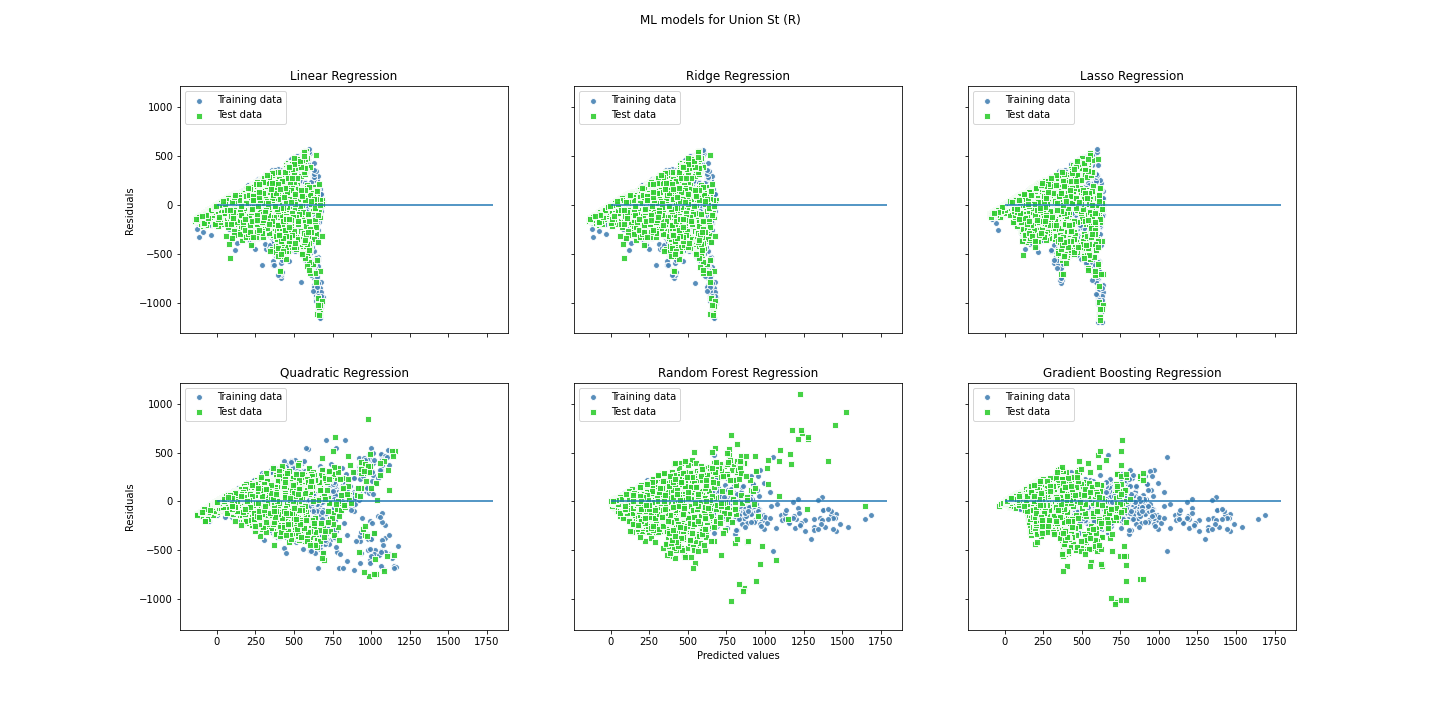 ML models for Union St (R)
Linear Regression
Ridge Regression
Lasso Regression
Training data
Test data
Training data
Test data
Training data
Test data
1000
500
0
−500
−1000
Residuals
Quadratic Regression
Random Forest Regression
Gradient Boosting Regression
Training data
Test data
Training data
Test data
Training data
Test data
1000
500
0
−500
−1000
Residuals
0 250 500 750 1000 1250 1500 1750
0 250 500 750 1000 1250 1500 1750
0 250 500 750 1000 1250 1500 1750
Predicted values